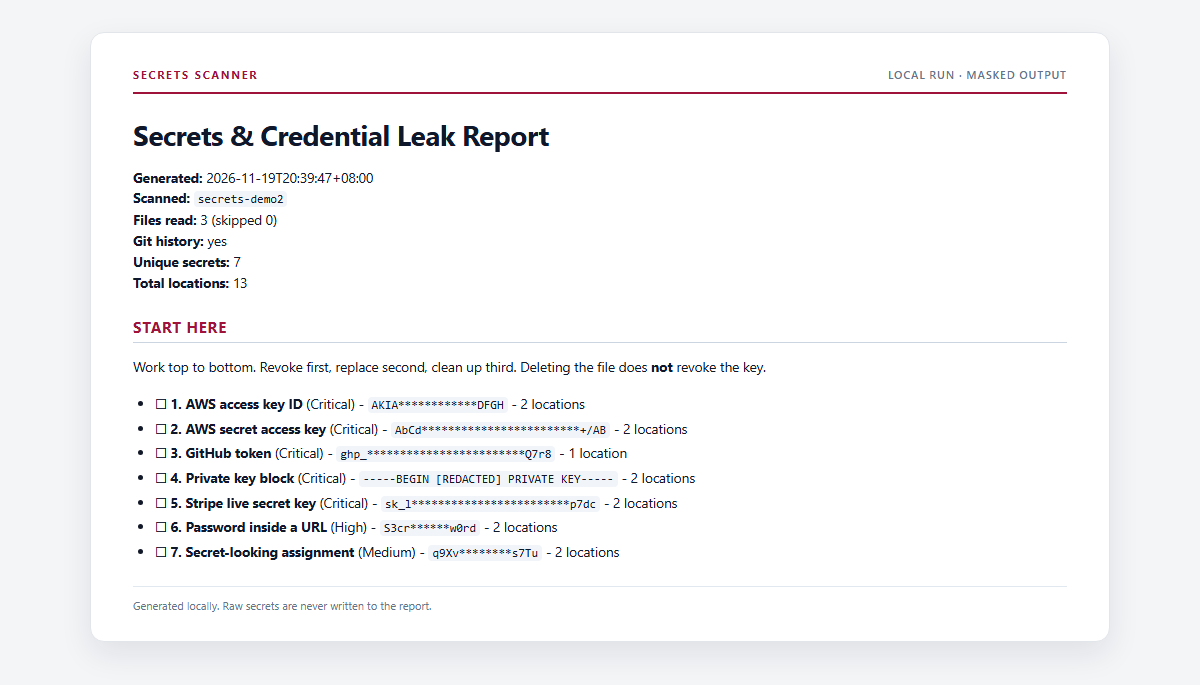 SECRETS SCANNER
LOCAL RUN · MASKED OUTPUT
Secrets & Credential Leak Report
Generated: 2026-11-19T20:39:47+08:00
Scanned: secrets-demo2
Files read: 3 (skipped 0)
Git history: yes
Unique secrets: 7
Total locations: 13
START HERE
Work top to bottom. Revoke first, replace second, clean up third. Deleting the file does not revoke the key.
• ☐ 1. AWS access key ID (Critical) - AKIA************DFGH - 2 locations
• ☐ 2. AWS secret access key (Critical) - AbCd************************+/AB - 2 locations
• ☐ 3. GitHub token (Critical) - ghp_************************Q7r8 - 1 location
• ☐ 4. Private key block (Critical) - -----BEGIN [REDACTED] PRIVATE KEY----- - 2 locations
• ☐ 5. Stripe live secret key (Critical) - sk_l************************p7dc - 2 locations
• ☐ 6. Password inside a URL (High) - S3cr******w0rd - 2 locations
• ☐ 7. Secret-looking assignment (Medium) - q9Xv********s7Tu - 2 locations
Generated locally. Raw secrets are never written to the report.